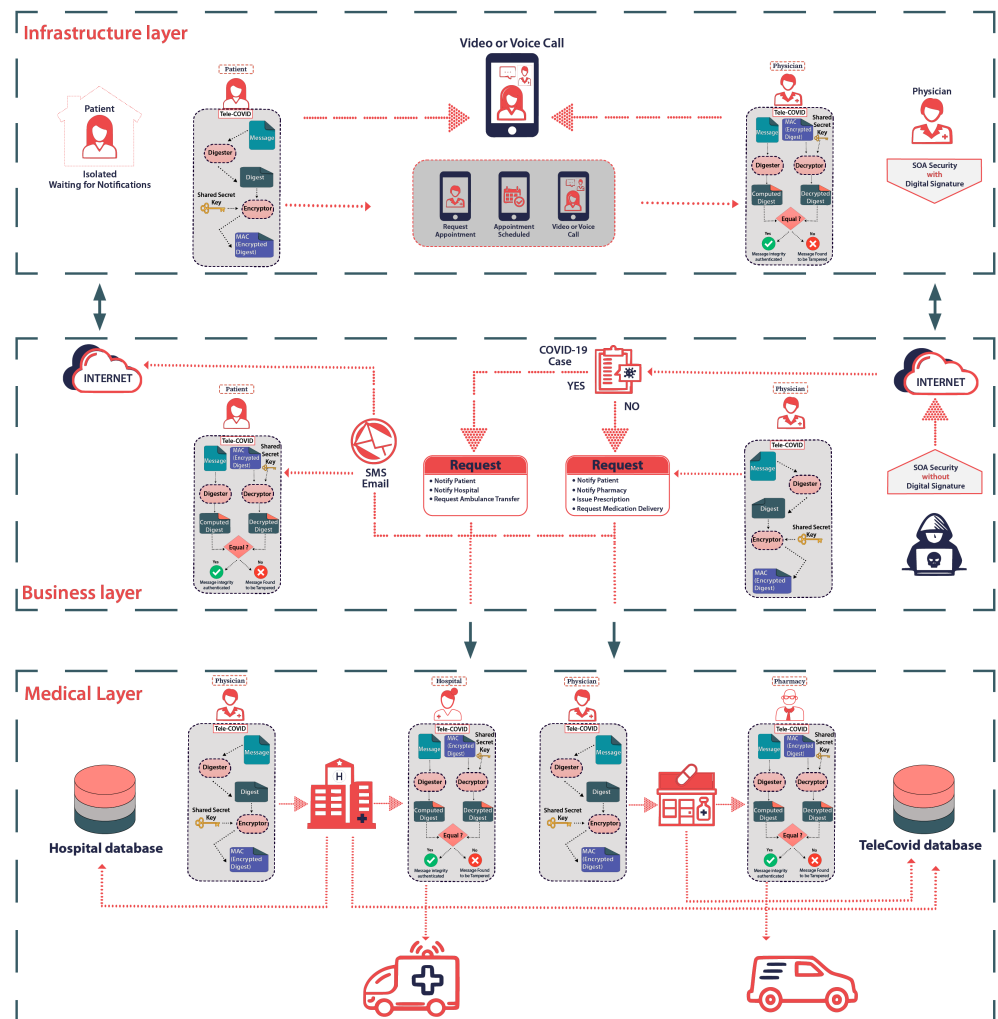 Infrastructure layer
Video or Voice Call
Patient
Isolated
Waiting for Notifications
Patient
Tele-COVID
Message
Digester
Digest
Shared Secret
Key
Encryptor
MAC
(Encrypted
Digest)
Request
Appointment
Appointment
Scheduled
Video or Voice
Call
Physician
Tele-COVID
Message
MAC
(Encrypted
Digest)
Shared
Secret
Key
Digester
Decryptor
Computed
Digest
Decrypted
Digest
Equal ?
Yes
No
Message integrity
authenticated
Message Found
to be Tampered
Physician
SOA Security
with
Digital Signature
INTERNET
Patient
Tele-COVID
Message
MAC
(Encrypted
Digest)
Shared
Secret
Key
Digester
Decryptor
Computed
Digest
Decrypted
Digest
Equal ?
Yes
No
Message integrity
authenticated
Message Found
to be Tampered
SMS
Email
COVID-19
Case
YES
NO
Request
• Notify Patient
• Notify Hospital
• Request Ambulance Transfer
Request
• Notify Patient
• Notify Pharmacy
• Issue Prescription
• Request Medication Delivery
Physician
Tele-COVID
Message
Digester
Digest
Shared Secret
Key
Encryptor
MAC (Encrypted
Digest)
INTERNET
SOA Security
without
Digital Signature
Business layer
Medical Layer
Hospital database
Physician
Tele-COVID
Message
Digester
Digest
Shared Secret
Key
Encryptor
MAC
(Encrypted
Digest)
H
Hospital
Tele-COVID
Message
MAC
(Encrypted
Digest)
Shared
Secret
Key
Digester
Decryptor
Computed
Digest
Decrypted
Digest
Equal ?
Yes
No
Message integrity
authenticated
Message Found
to be Tampered
Physician
Tele-COVID
Message
Digester
Digest
Shared Secret
Key
Encryptor
MAC
(Encrypted
Digest)
Pharmacy
Tele-COVID
Message
MAC
(Encrypted
Digest)
Shared
Secret
Key
Digester
Decryptor
Computed
Digest
Decrypted
Digest
Equal ?
Yes
No
Message integrity
authenticated
Message Found
to be Tampered
TeleCovid database